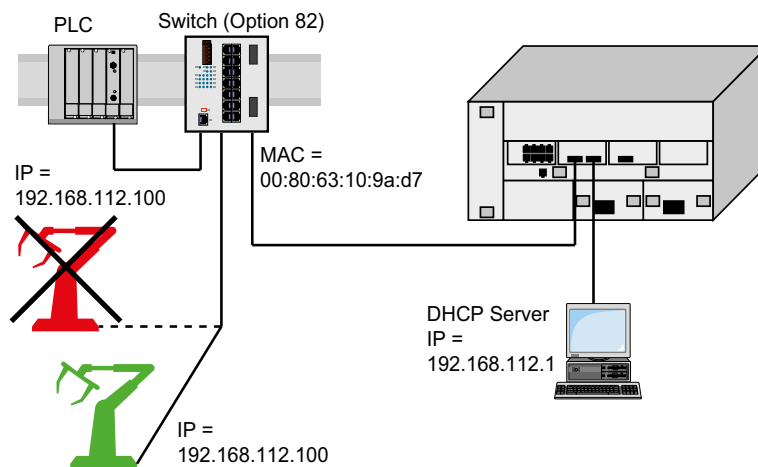 PLC
Switch (Option 82)
MAC =
00:80:63:10:9a:d7
IP =
192.168.112.100
DHCP Server
IP =
192.168.112.1
IP =
192.168.112.100